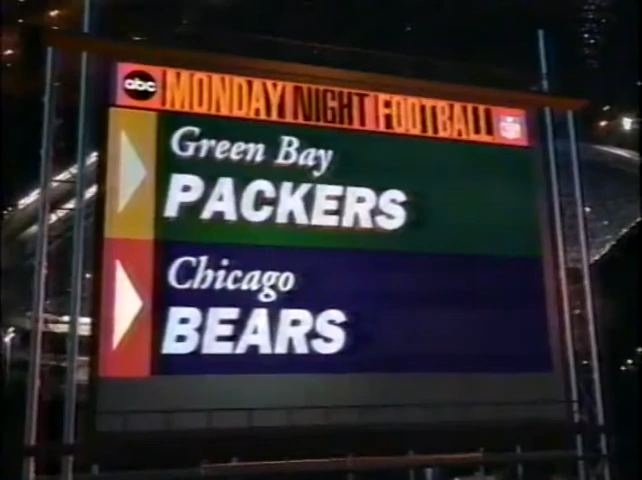 abc MONDAY NIGHT FOOTBALL
Green Bay
PACKERS
Chicago
BEARS